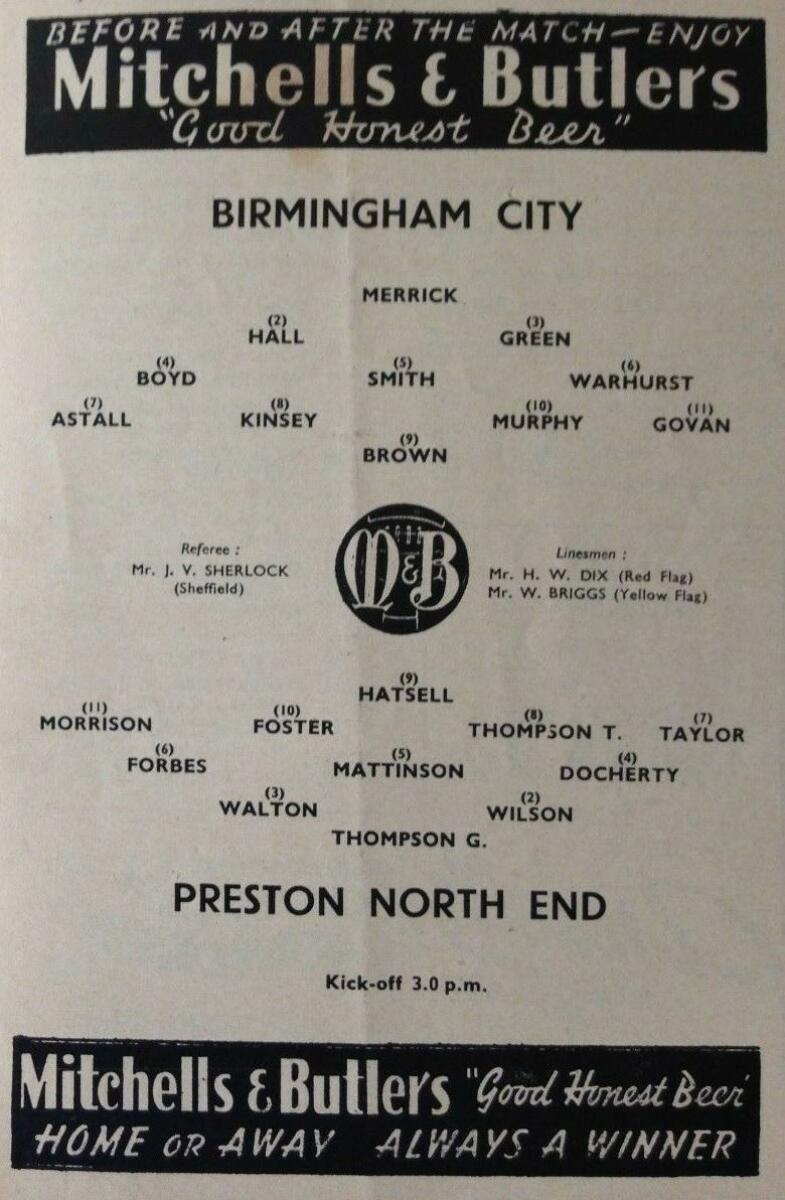 BEFORE AND AFTER THE MATCH — ENJOY
Mitchells & Butlers
"Good Honest Beer"
BIRMINGHAM CITY
MERRICK
(2) (3)
HALL GREEN
(4) (5) (6)
BOYD SMITH WARHURST
(7) (8) (10) (11)
ASTALL KINSEY MURPHY GOVAN
(9)
BROWN
Referee :
Mr. J. V. SHERLOCK
(Sheffield)
M&B
Linesmen :
Mr. H. W. DIX (Red Flag)
Mr. W. BRIGGS (Yellow Flag)
(9)
HATSELL
(11) (10) (8) (7)
MORRISON FOSTER THOMPSON T. TAYLOR
(6) (5) (4)
FORBES MATTINSON DOCHERTY
(3) (2)
WALTON WILSON
THOMPSON G.
PRESTON NORTH END
Kick-off 3.0 p.m.
Mitchells & Butlers "Good Honest Beer"
HOME OR AWAY ALWAYS A WINNER